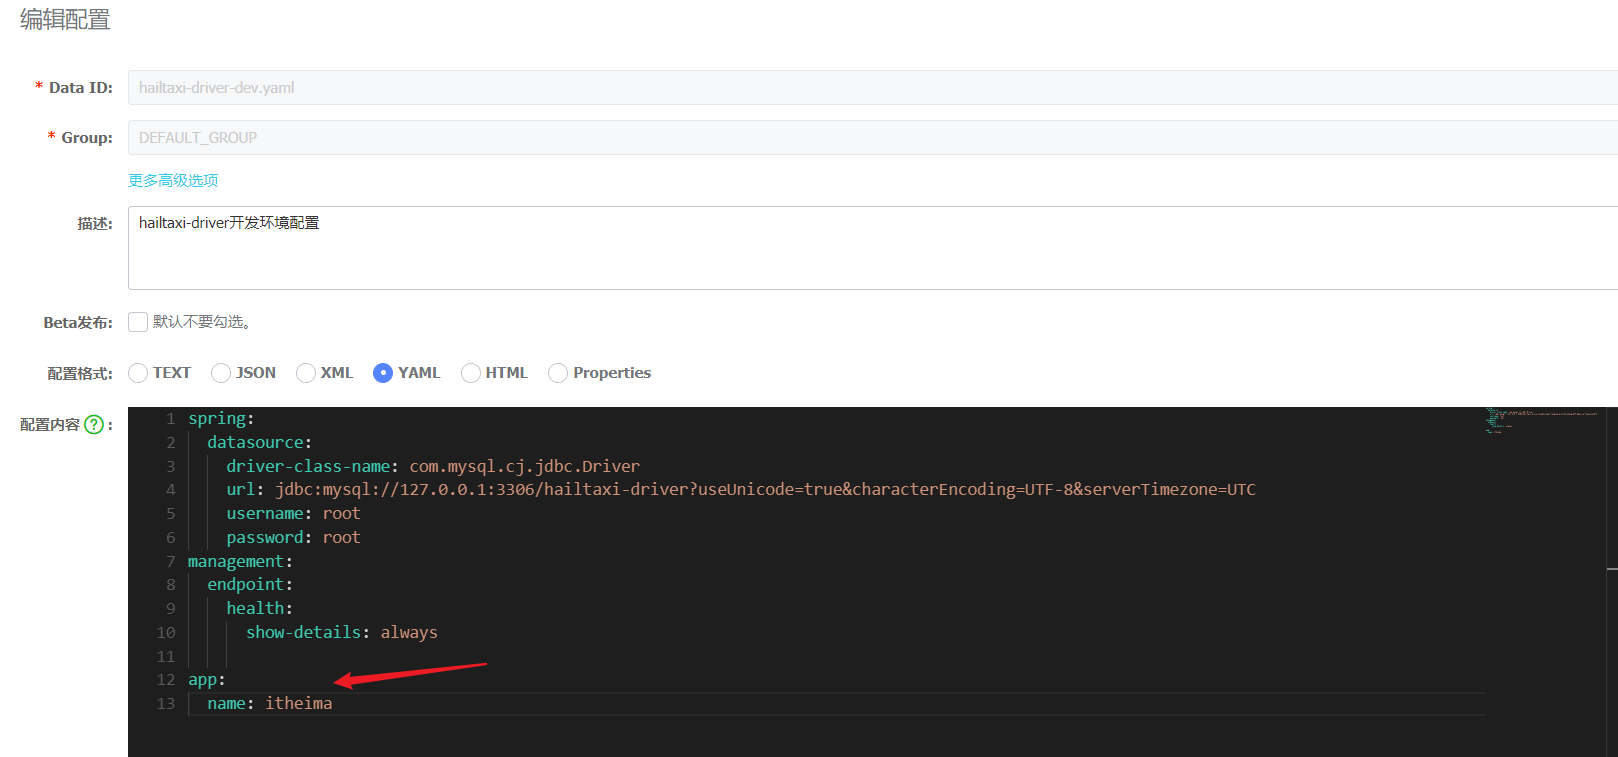 编辑配置
* Data ID: hailtaxi-driver-dev.yaml
* Group: DEFAULT_GROUP
更多高级选项
描述: hailtaxi-driver开发环境配置
Beta发布: 默认不要勾选。
配置格式: TEXT JSON XML YAML HTML Properties
配置内容 ? :
1 spring:
2 datasource:
3 driver-class-name: com.mysql.cj.jdbc.Driver
4 url: jdbc:mysql://127.0.0.1:3306/hailtaxi-driver?useUnicode=true&characterEncoding=UTF-8&serverTimezone=UTC
5 username: root
6 password: root
7 management:
8 endpoint:
9 health:
10 show-details: always
11
12 app:
13 name: itheima